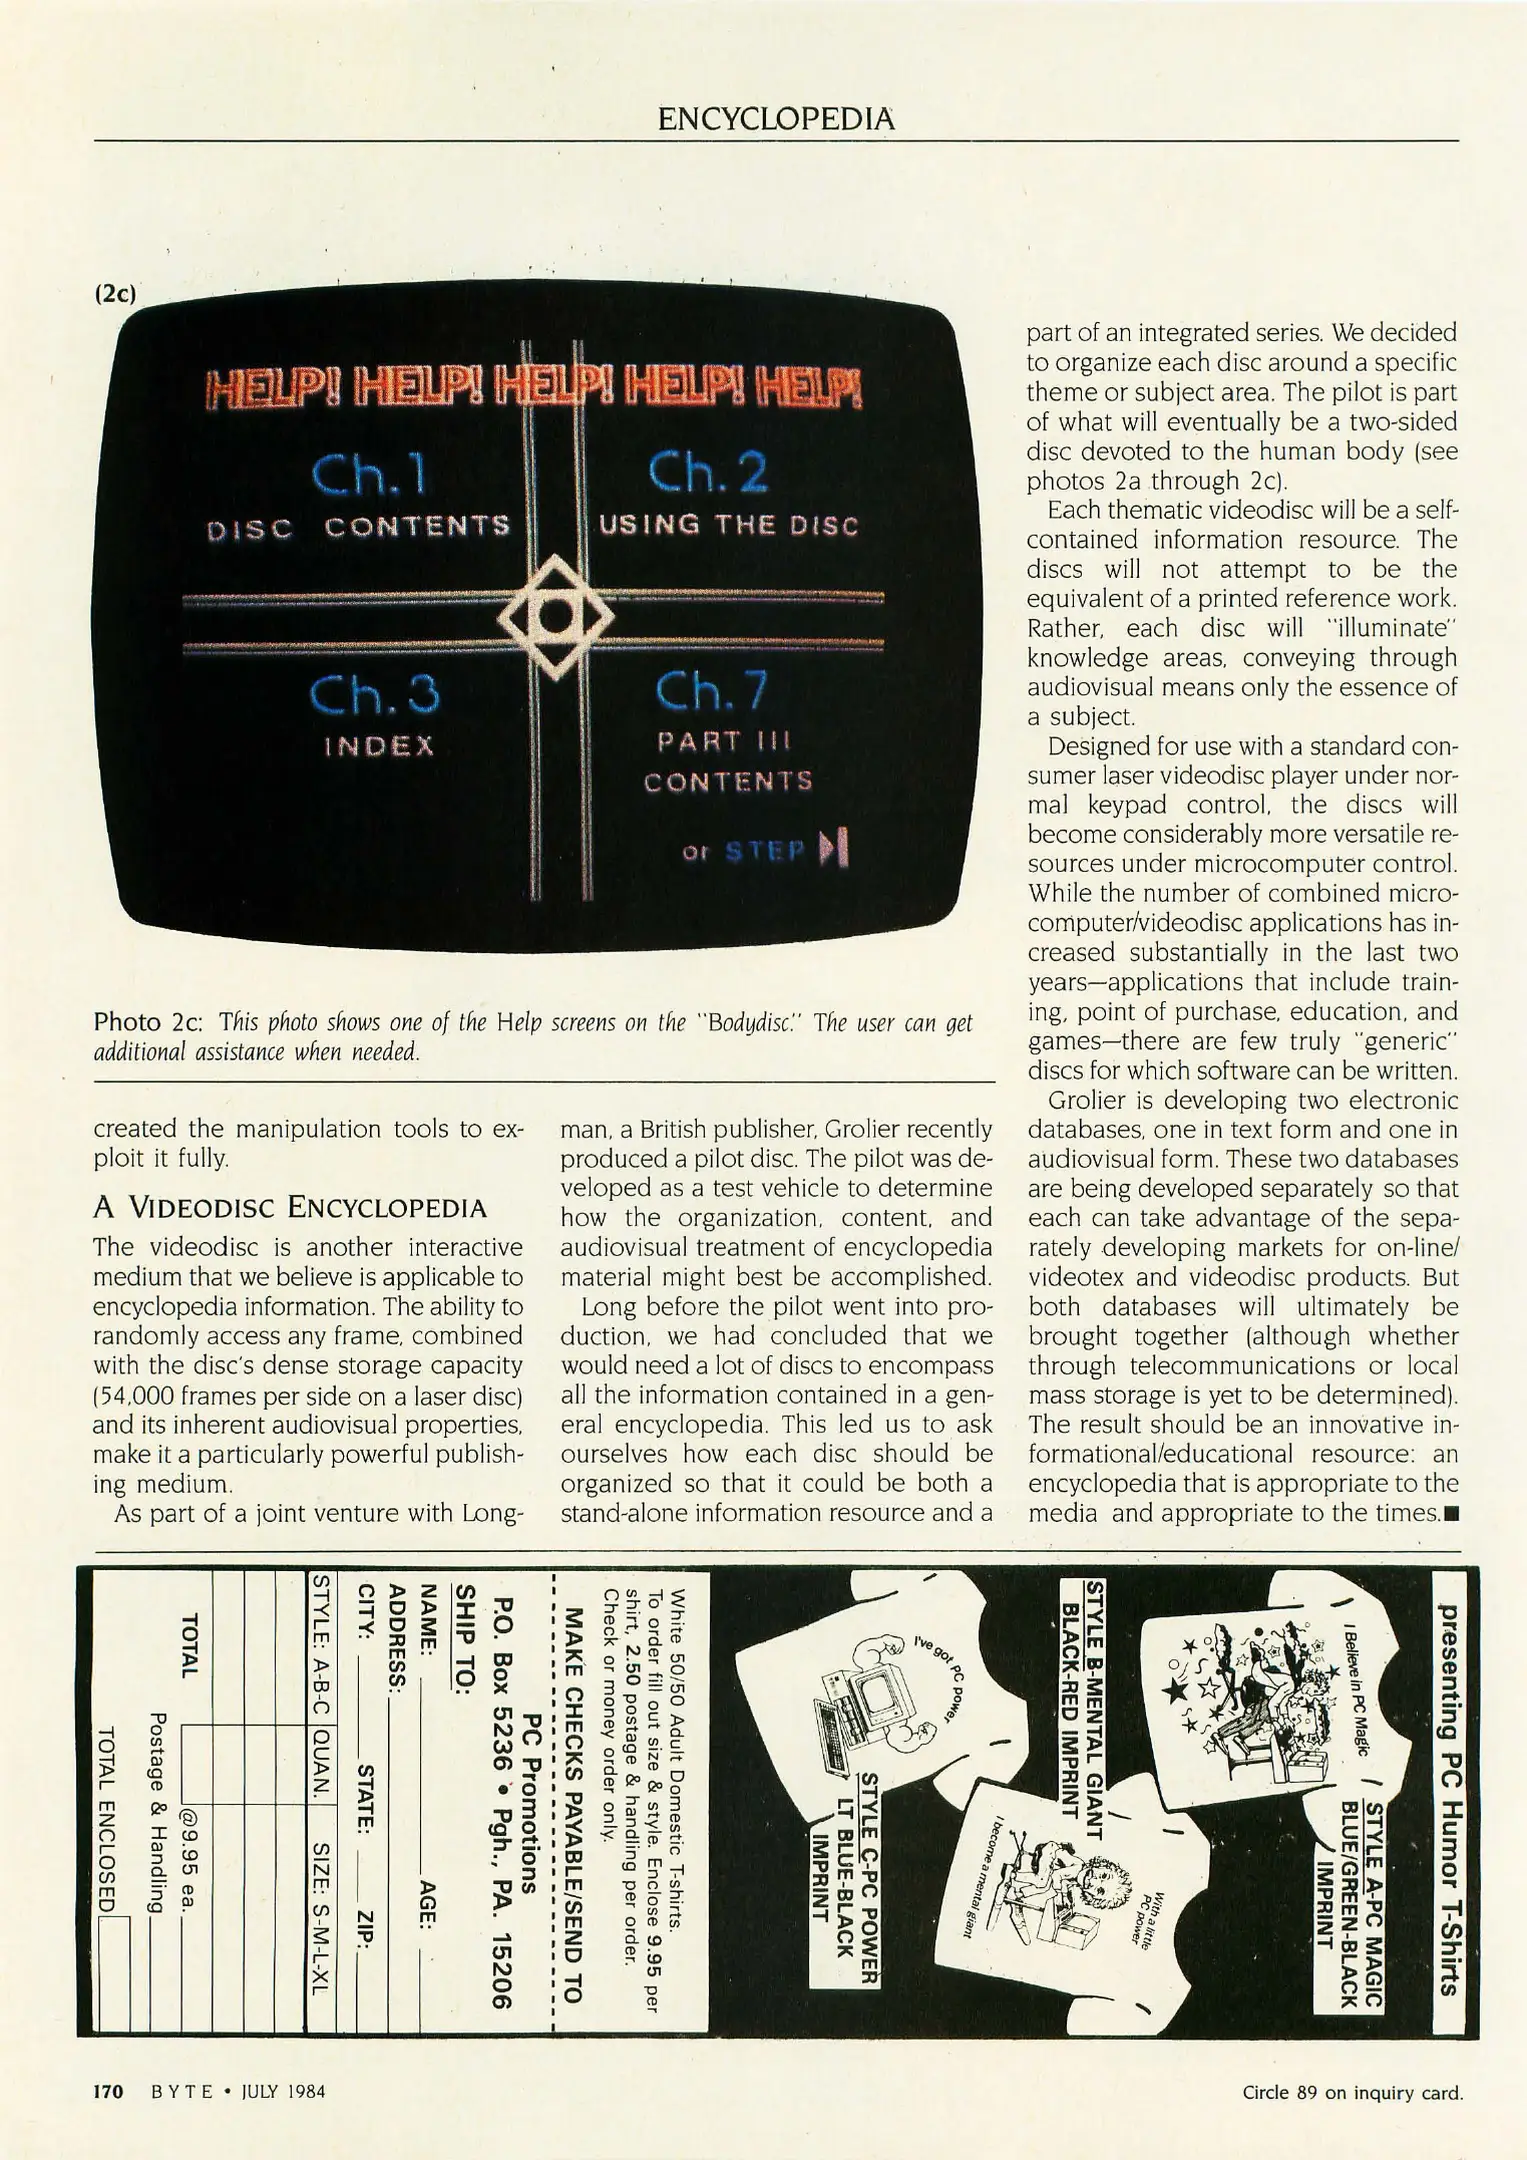 ENCYCLOPEDIA
(2c)
HELP! HELP! HELP! HELP! HELP!
Ch. 1
DISC CONTENTS
Ch. 2
USING THE DISC
Ch. 3
INDEX
Ch. 7
PART III
CONTENTS
or STEP
Photo 2c: This photo shows one of the Help screens on the "Bodydisc." The user can get
additional assistance when needed.
created the manipulation tools to ex-
ploit it fully.
A VIDEODISC ENCYCLOPEDIA
The videodisc is another interactive
medium that we believe is applicable to
encyclopedia information. The ability to
randomly access any frame, combined
with the disc's dense storage capacity
(54,000 frames per side on a laser disc)
and its inherent audiovisual properties,
make it a particularly powerful publish-
ing medium.
As part of a joint venture with Long-
man, a British publisher, Grolier recently
produced a pilot disc. The pilot was de-
veloped as a test vehicle to determine
how the organization, content, and
audiovisual treatment of encyclopedia
material might best be accomplished.
Long before the pilot went into pro-
duction, we had concluded that we
would need a lot of discs to encompass
all the information contained in a gen-
eral encyclopedia. This led us to ask
ourselves how each disc should be
organized so that it could be both a
stand-alone information resource and a
part of an integrated series. We decided
to organize each disc around a specific
theme or subject area. The pilot is part
of what will eventually be a two-sided
disc devoted to the human body (see
photos 2a through 2c).
Each thematic videodisc will be a self-
contained information resource. The
discs will not attempt to be the
equivalent of a printed reference work.
Rather, each disc will "illuminate"
knowledge areas, conveying through
audiovisual means only the essence of
a subject.
Designed for use with a standard con-
sumer laser videodisc player under nor-
mal keypad control, the discs will
become considerably more versatile re-
sources under microcomputer control.
While the number of combined micro-
computer/videodisc applications has in-
creased substantially in the last two
years—applications that include train-
ing, point of purchase, education, and
games—there are few truly "generic"
discs for which software can be written.
Grolier is developing two electronic
databases, one in text form and one in
audiovisual form. These two databases
are being developed separately so that
each can take advantage of the sepa-
rately developing markets for on-line/
videotex and videodisc products. But
both databases will ultimately be
brought together (although whether
through telecommunications or local
mass storage is yet to be determined).
The result should be an innovative in-
formational/educational resource: an
encyclopedia that is appropriate to the
media and appropriate to the times.■
presenting PC Humor T-Shirts
I Believe in PC Magic
STYLE A-PC MAGIC
BLUE/GREEN-BLACK
IMPRINT
STYLE B-MENTAL GIANT
BLACK-RED IMPRINT
With a little
PC power
I become a mental giant
I've got PC power
STYLE C-PC POWER
LT BLUE-BLACK
IMPRINT
White 50/50 Adult Domestic T-shirts.
To order fill out size & style. Enclose 9.95 per
shirt, 2.50 postage & handling per order.
Check or money order only.
MAKE CHECKS PAYABLE/SEND TO
PC Promotions
P.O. Box 5236 • Pgh., PA. 15206
SHIP TO:
NAME: AGE:
ADDRESS:
CITY: STATE: ZIP:
STYLE: A-B-C QUAN. SIZE: S-M-L-XL
TOTAL @9.95 ea.
Postage & Handling
TOTAL ENCLOSED
170 BYTE • JULY 1984
Circle 89 on inquiry card.